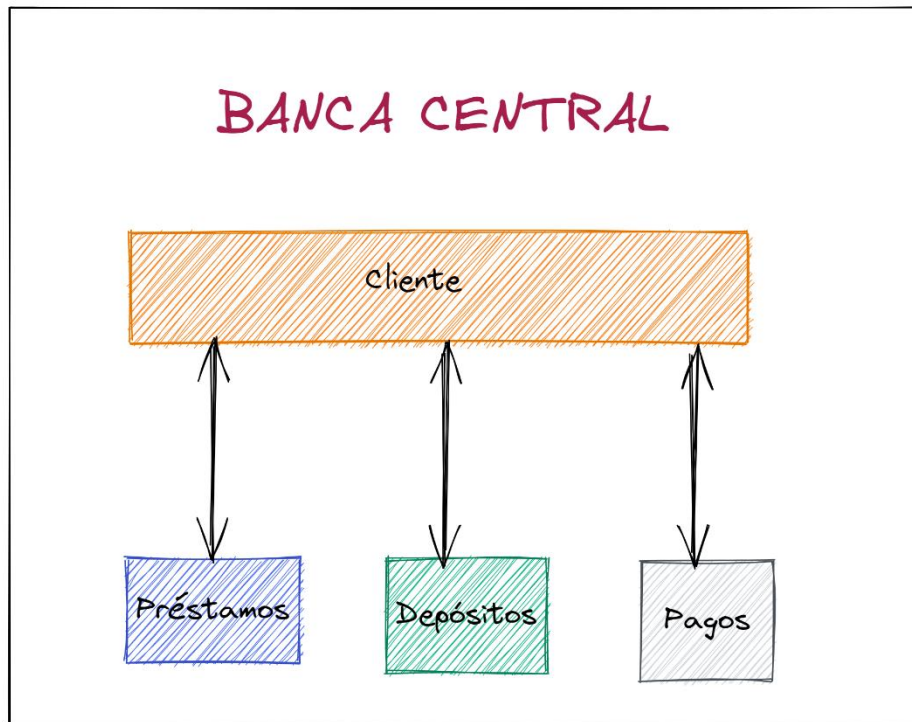 BANCA CENTRAL
Cliente
Préstamos
Depósitos
Pagos